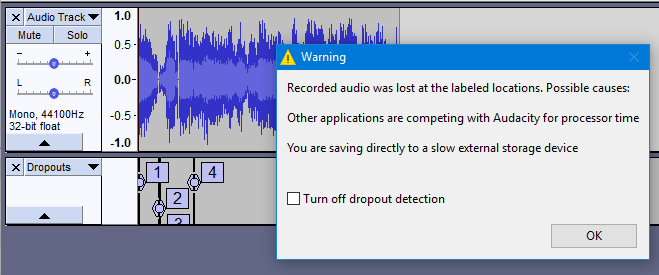 Audio Track
Mute Solo
- +
L R
Mono, 44100Hz
32-bit float
1.0
0.5
0.0-
-0.5
-1.0
Dropouts
1
2
3
4
Warning
Recorded audio was lost at the labeled locations. Possible causes:
Other applications are competing with Audacity for processor time
You are saving directly to a slow external storage device
Turn off dropout detection
OK